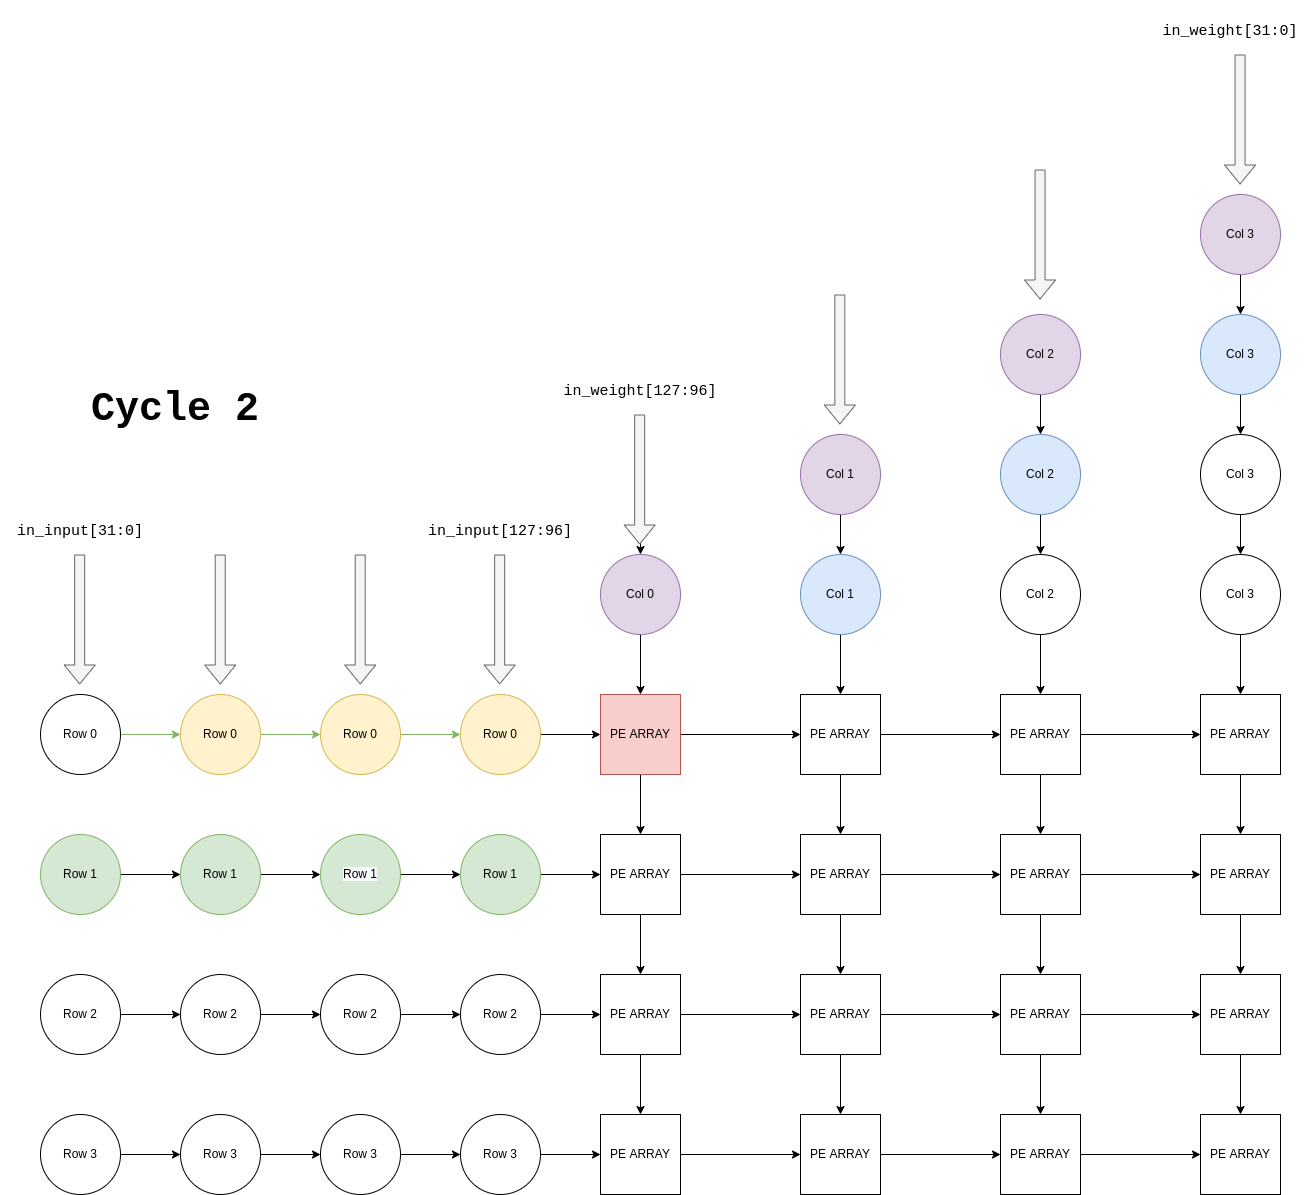 in_weight[31:0]
Col 3
Col 2 Col 3
Cycle 2
in_weight[127:96]
Col 1 Col 2 Col 3
in_input[31:0] in_input[127:96]
Col 0 Col 1 Col 2 Col 3
Row 0 Row 0 Row 0 Row 0 PE ARRAY PE ARRAY PE ARRAY PE ARRAY
Row 1 Row 1 Row 1 Row 1 PE ARRAY PE ARRAY PE ARRAY PE ARRAY
Row 2 Row 2 Row 2 Row 2 PE ARRAY PE ARRAY PE ARRAY PE ARRAY
Row 3 Row 3 Row 3 Row 3 PE ARRAY PE ARRAY PE ARRAY PE ARRAY